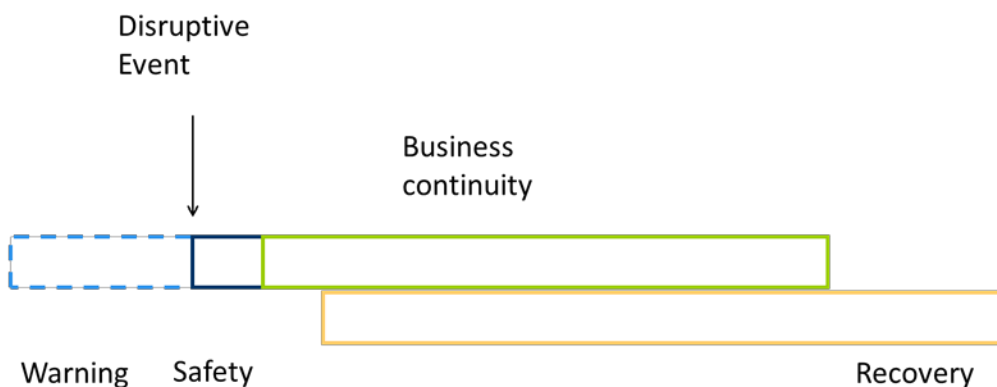 Disruptive
Event
Business
continuity
Warning
Safety
Recovery